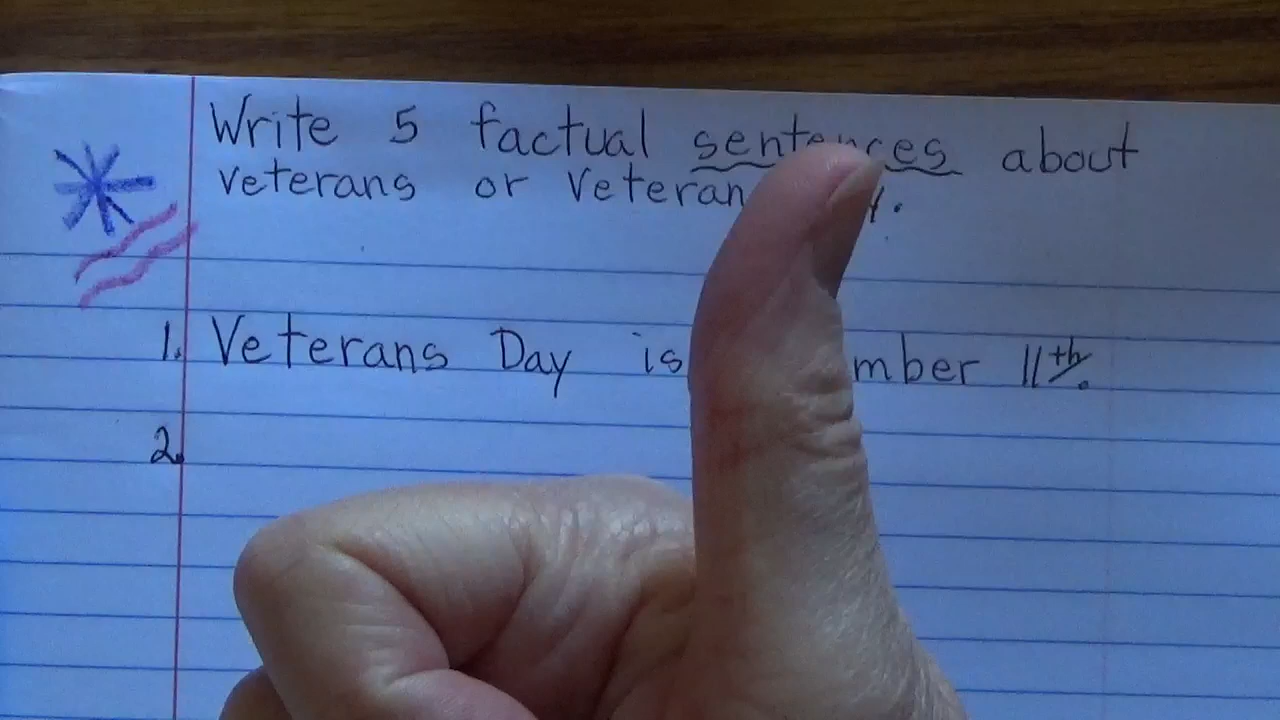 Write 5 factual sentences about
veterans or Veteran
1. Veterans Day is mber 11th.
2.